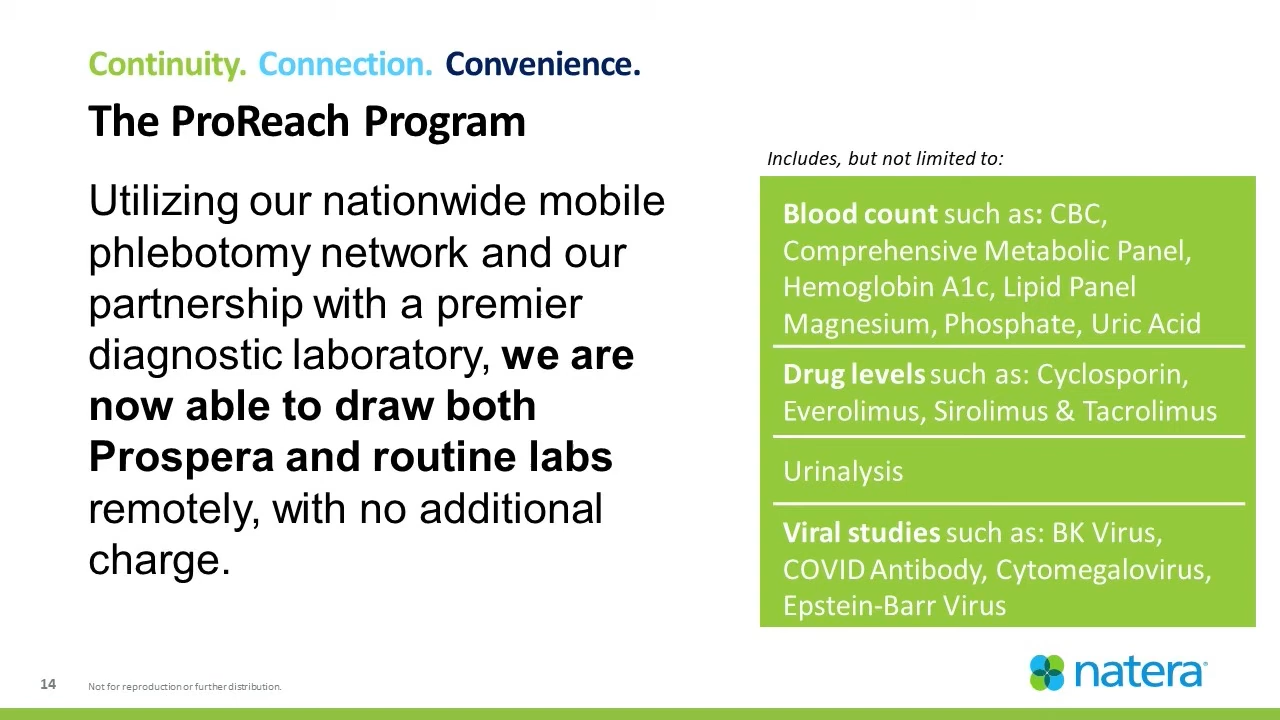 Continuity. Connection. Convenience.
The ProReach Program
Utilizing our nationwide mobile
phlebotomy network and our
partnership with a premier
diagnostic laboratory, we are
now able to draw both
Prospera and routine labs
remotely, with no additional
charge.
Includes, but not limited to:
Blood count such as: CBC,
Comprehensive Metabolic Panel,
Hemoglobin A1c, Lipid Panel
Magnesium, Phosphate, Uric Acid
Drug levels such as: Cyclosporin,
Everolimus, Sirolimus & Tacrolimus
Urinalysis
Viral studies such as: BK Virus,
COVID Antibody, Cytomegalovirus,
Epstein-Barr Virus
14
Not for reproduction or further distribution.
natera